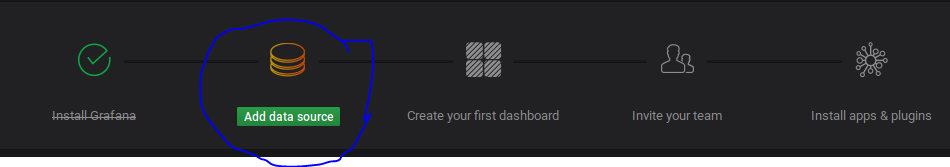 Install Grafana
Add data source
Create your first dashboard
Invite your team
Install apps & plugins